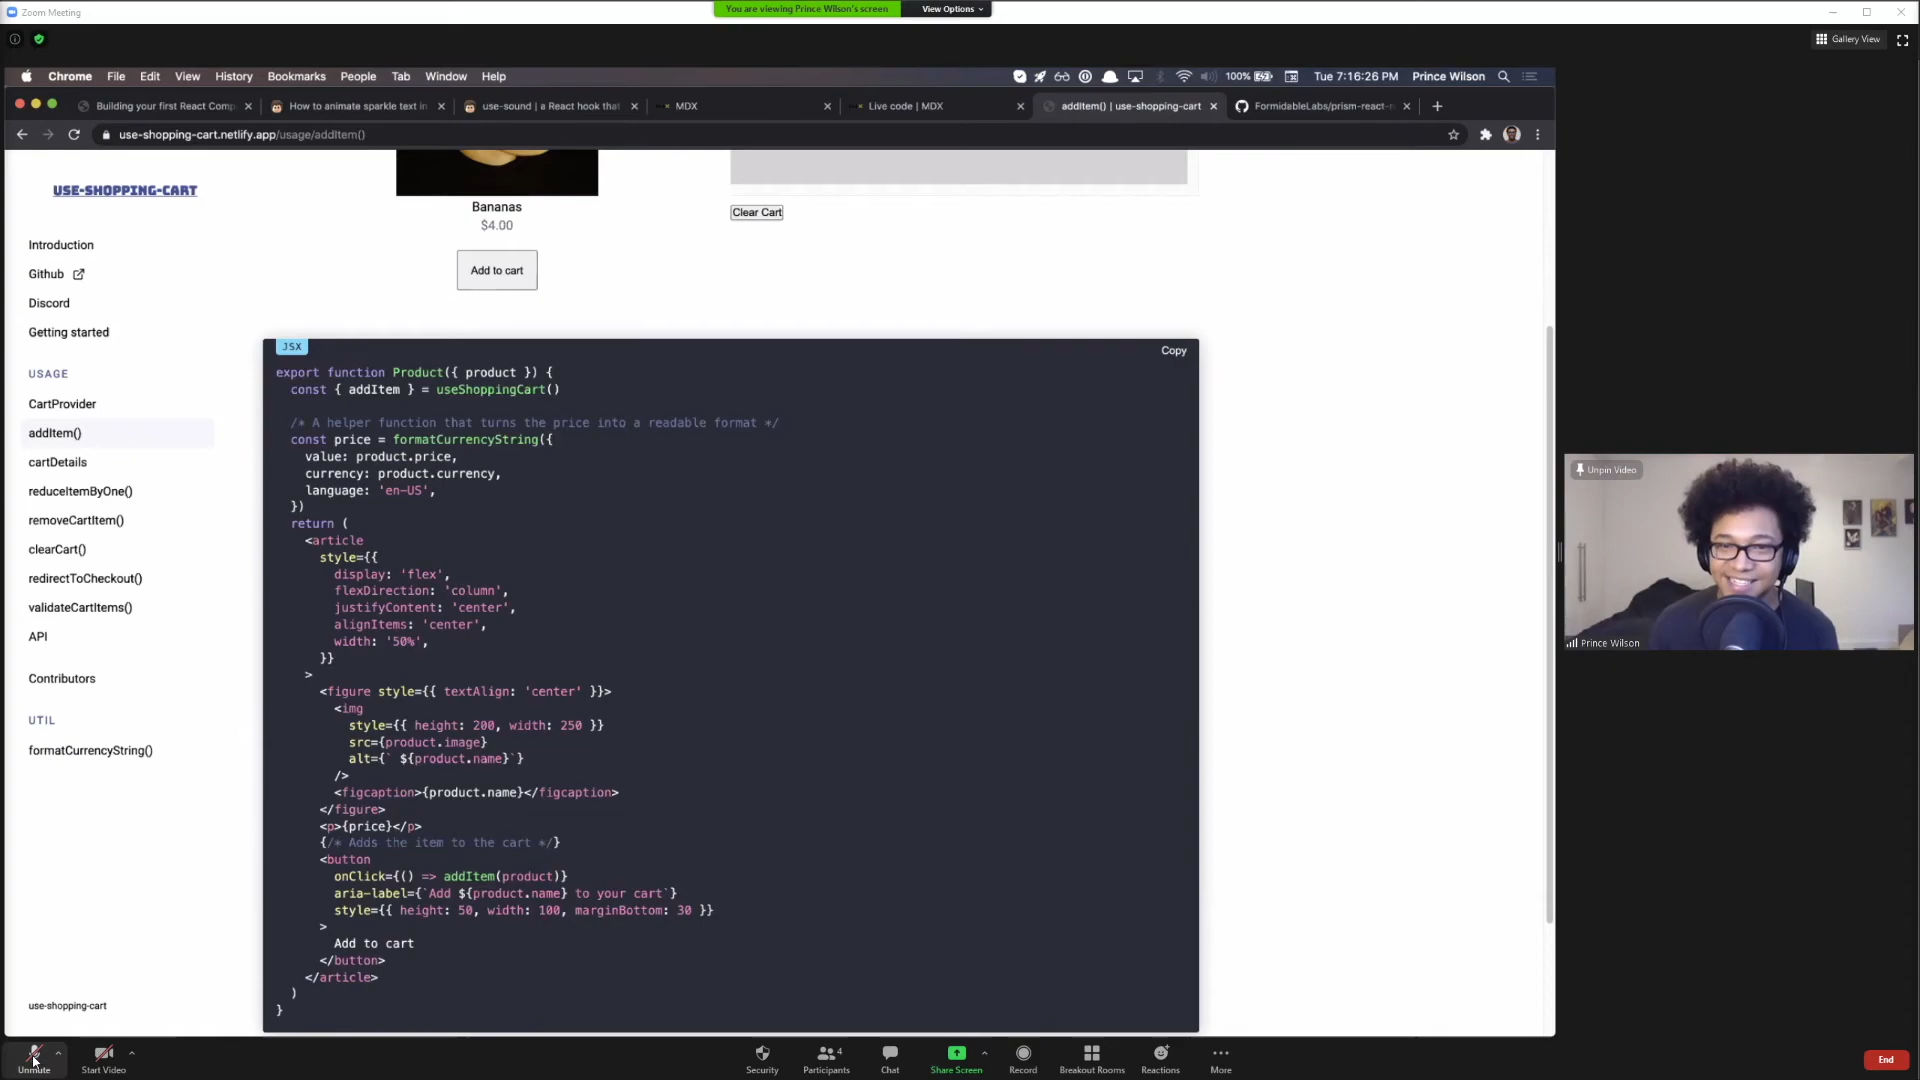 Zoom Meeting
You are viewing Prince Wilson's screen
View Options
Gallery View
Chrome File Edit View History Bookmarks People Tab Window Help
100% Tue 7:16:26 PM Prince Wilson
Building your first React Comp
How to animate sparkle text in
use-sound | a React hook that
MDX
Live code | MDX
addItem() | use-shopping-cart
FormidableLabs/prism-react-r
use-shopping-cart.netlify.app/usage/addItem()
USE-SHOPPING-CART
Introduction
Github
Discord
Getting started
USAGE
CartProvider
addItem()
cartDetails
reduceItemByOne()
removeCartItem()
clearCart()
redirectToCheckout()
validateCartItems()
API
Contributors
UTIL
formatCurrencyString()
use-shopping-cart
Bananas
$4.00
Add to cart
Clear Cart
JSX
Copy
export function Product({ product }) {
const { addItem } = useShoppingCart()
/* A helper function that turns the price into a readable format */
const price = formatCurrencyString({
value: product.price,
currency: product.currency,
language: 'en-US',
})
return (
<article
style={{
display: 'flex',
flexDirection: 'column',
justifyContent: 'center',
alignItems: 'center',
width: '50%',
}}
>
<figure style={{ textAlign: 'center' }}>
<img
style={{ height: 200, width: 250 }}
src={product.image}
alt={` ${product.name}`}
/>
<figcaption>{product.name}</figcaption>
</figure>
<p>{price}</p>
{/* Adds the item to the cart */}
<button
onClick={() => addItem(product)}
aria-label={`Add ${product.name} to your cart`}
style={{ height: 50, width: 100, marginBottom: 30 }}
>
Add to cart
</button>
</article>
)
}
Unpin Video
Prince Wilson
Unmute
Start Video
Security
Participants 4
Chat
Share Screen
Record
Breakout Rooms
Reactions
More
End